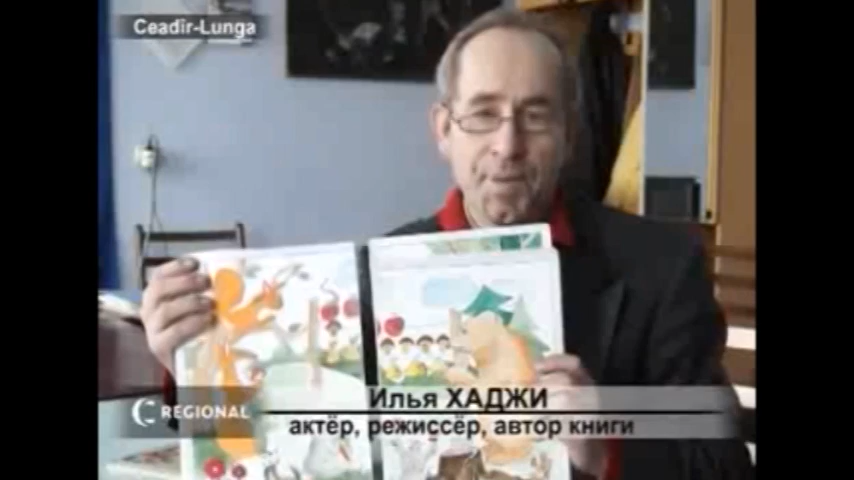 Ceadîr-Lunga
Илья ХАДЖИ
REGIONAL
актёр, режиссёр, автор книги